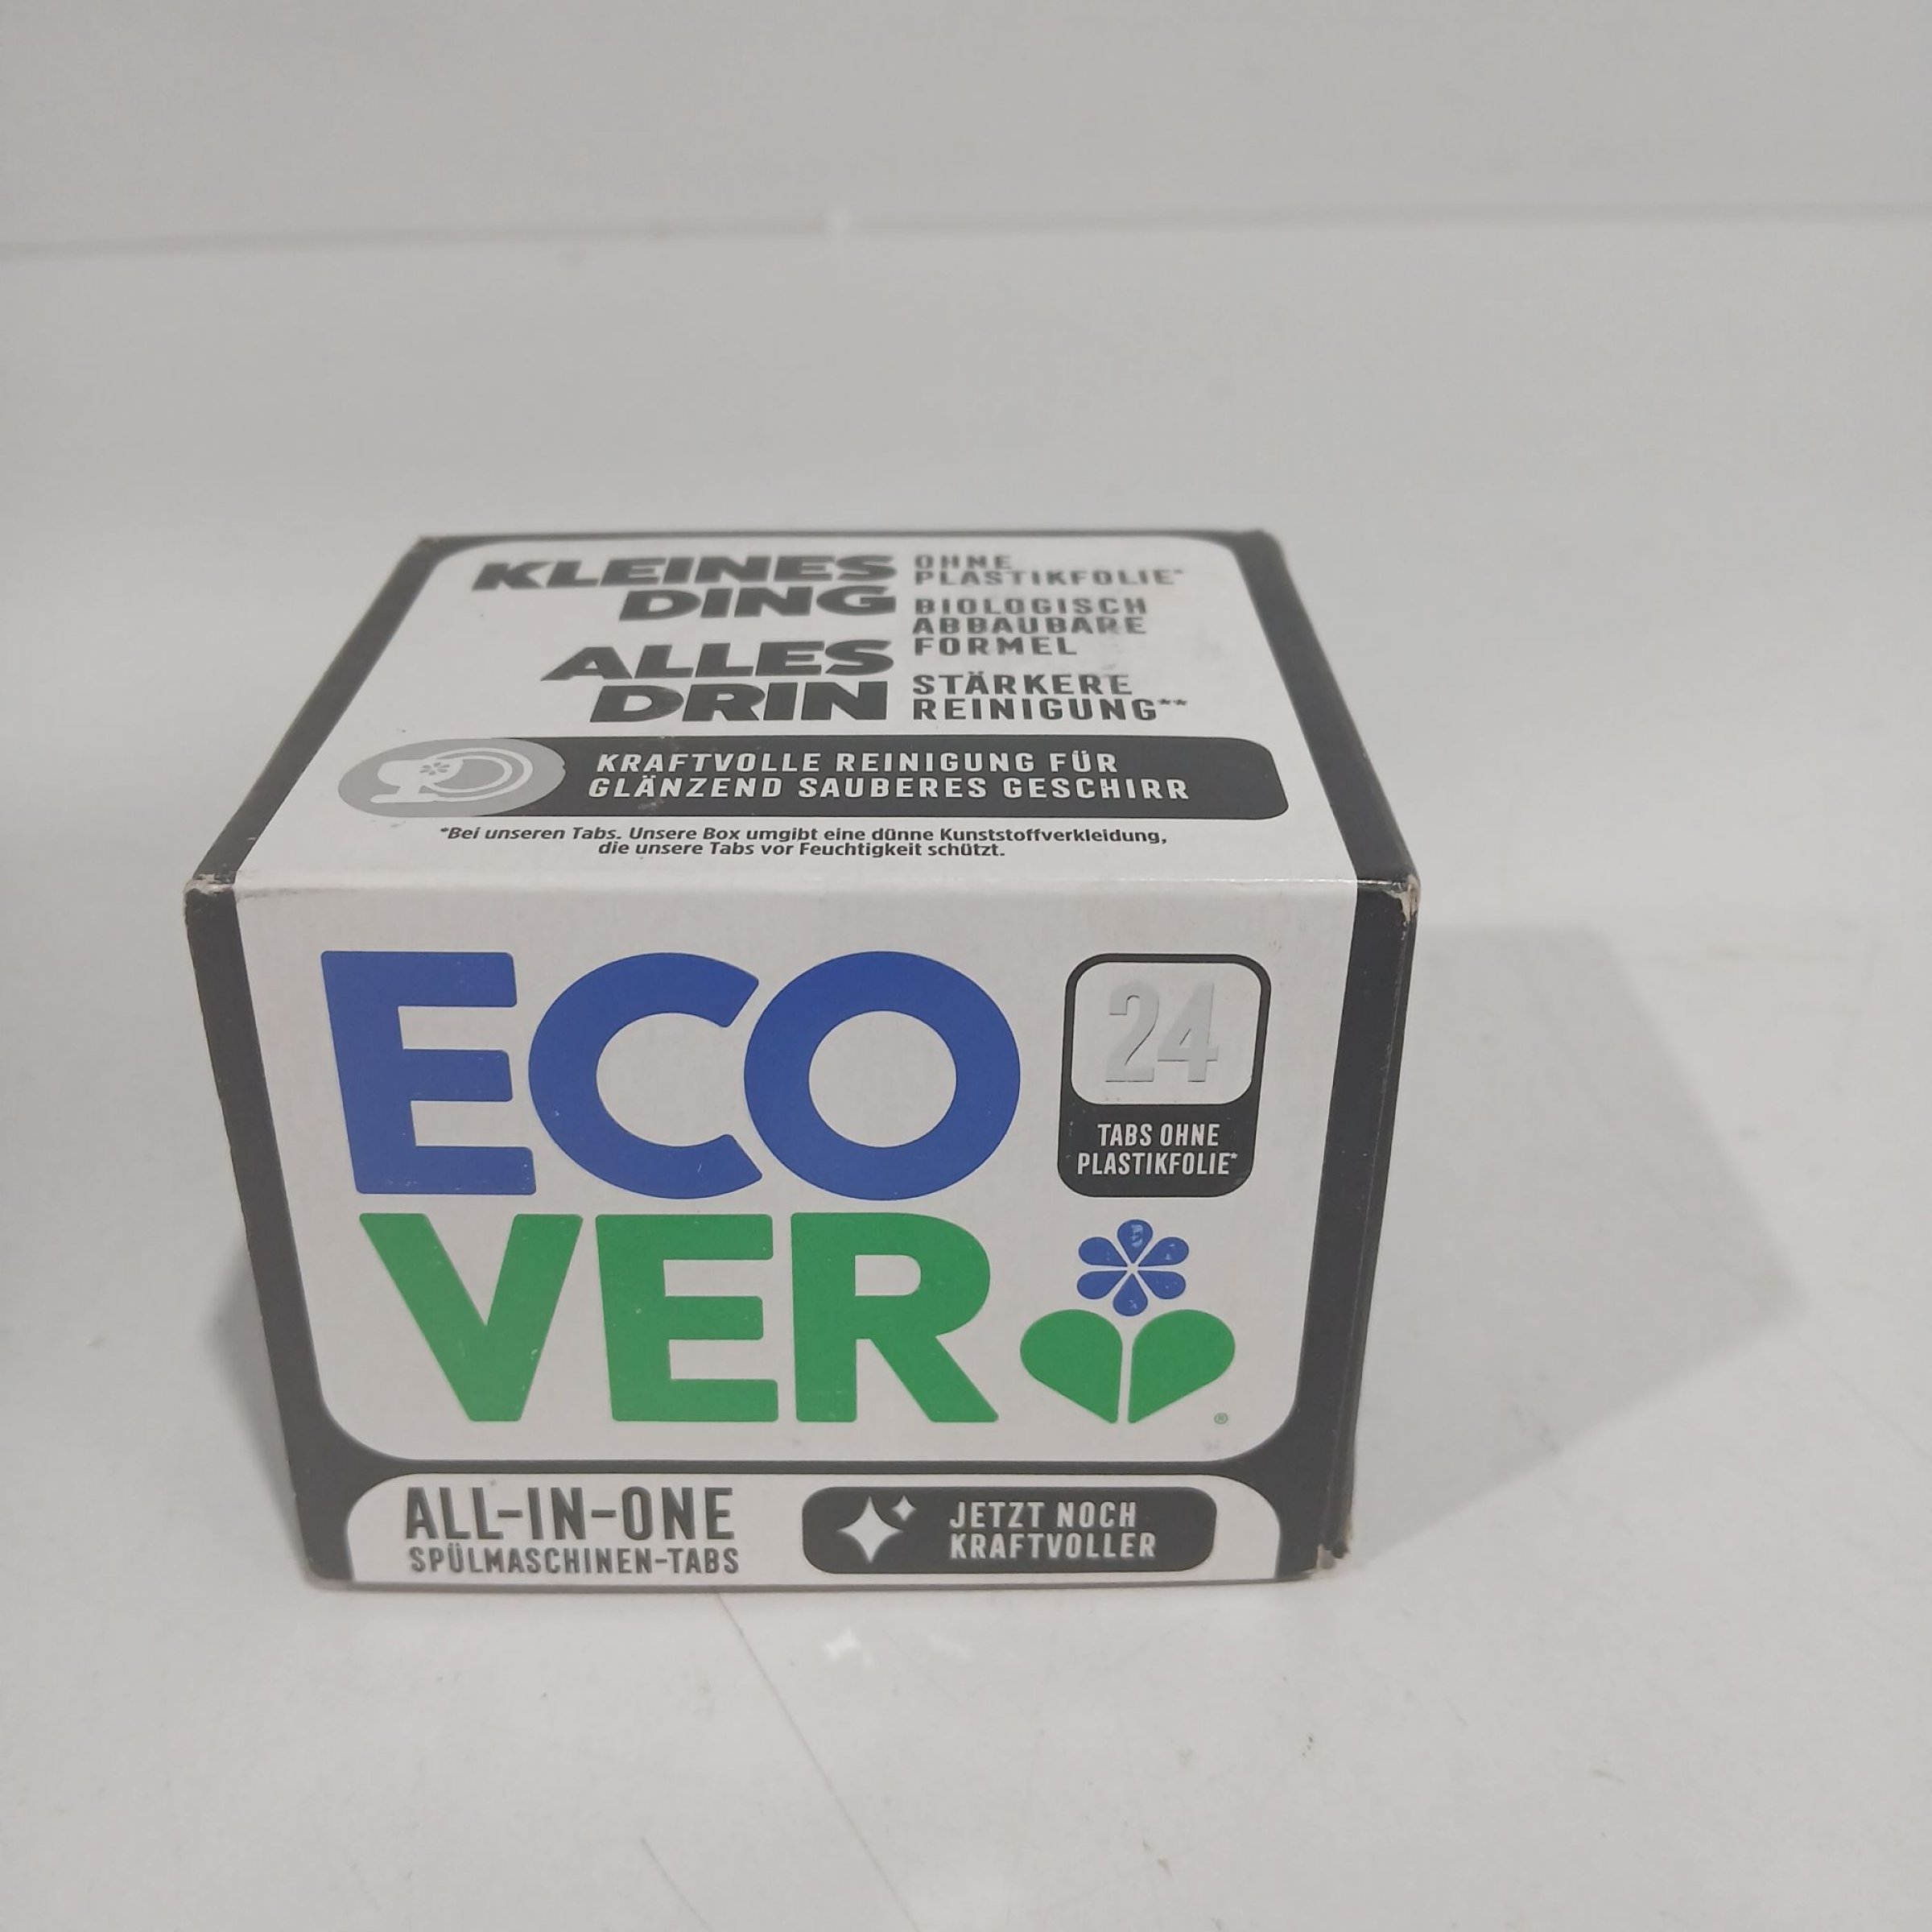 KLEINES
DING
ALLES
DRIN
OHNE
PLASTIKFOLIE*
BIOLOGISCH
ABBAUBARE
FORMEL
STÄRKERE
REINIGUNG**
KRAFTVOLLE REINIGUNG FÜR
GLÄNZEND SAUBERES GESCHIRR
*Bei unseren Tabs. Unsere Box umgibt eine dünne Kunststoffverkleidung,
die unsere Tabs vor Feuchtigkeit schützt.
ECO
VER
24
TABS OHNE
PLASTIKFOLIE*
®
ALL-IN-ONE
SPÜLMASCHINEN-TABS
JETZT NOCH
KRAFTVOLLER